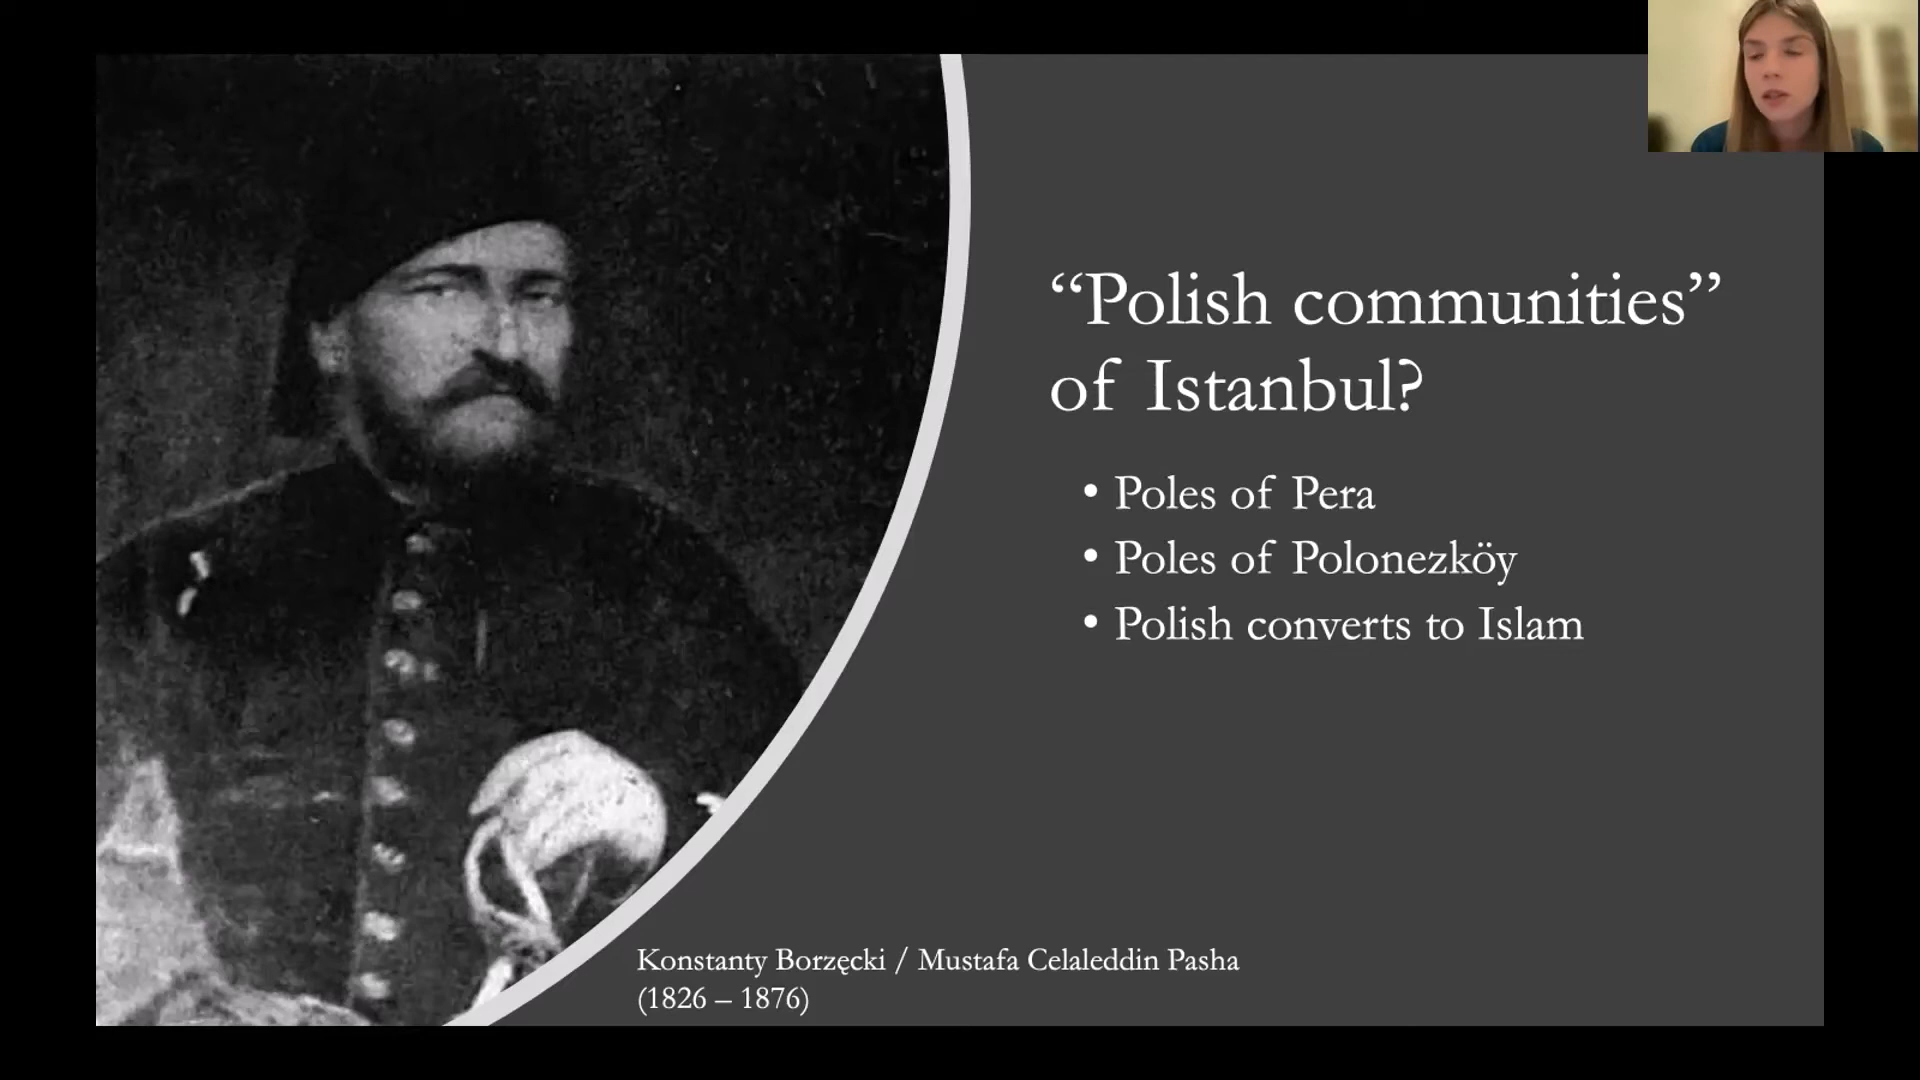 “Polish communities”
of Istanbul?
• Poles of Pera
• Poles of Polonezköy
• Polish converts to Islam
Konstanty Borzęcki / Mustafa Celaleddin Pasha
(1826 – 1876)